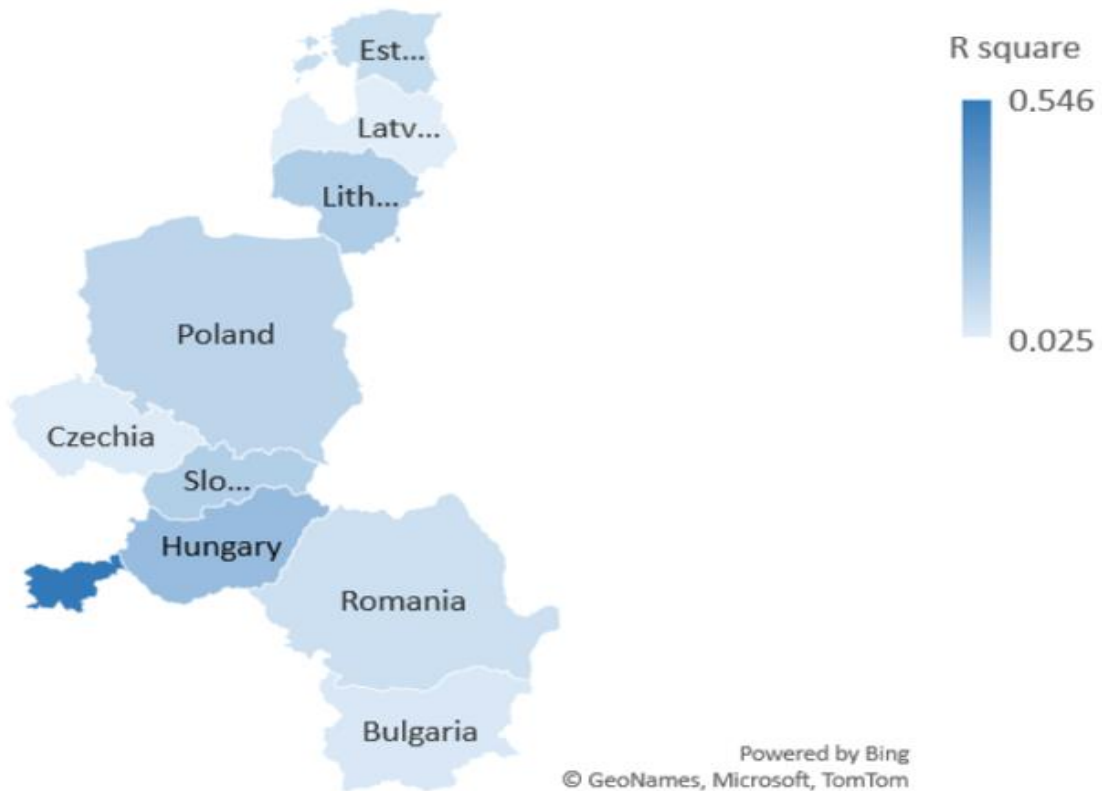 Est...
R square
0.546
Latv...
Lith...
Poland
0.025
Czechia
Slo...
Hungary
Romania
Bulgaria
Powered by Bing
© GeoNames, Microsoft, TomTom